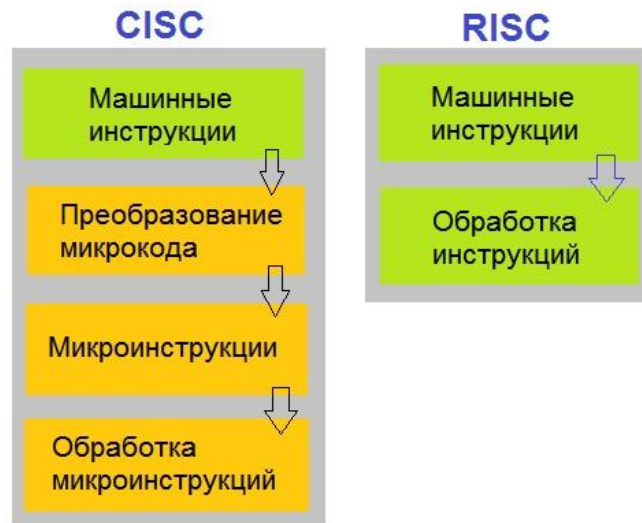 CISC
Машинные
инструкции
Преобразование
микрокода
Микроинструкции
Обработка
микроинструкций
RISC
Машинные
инструкции
Обработка
инструкций